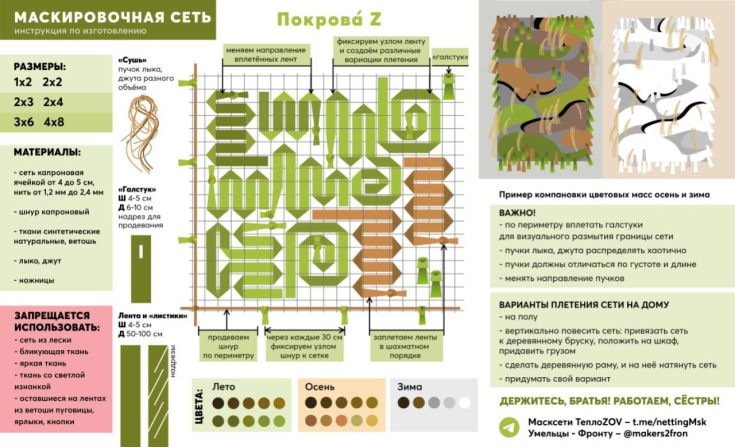 МАСКИРОВОЧНАЯ СЕТЬ
инструкция по изготовлению
Покрова́ Z
РАЗМЕРЫ:
1х2 2х2
2х3 2х4
3х6 4х8
МАТЕРИАЛЫ:
- сеть капроновая
ячейкой от 4 до 5 см,
нить от 1,2 мм до 2,4 мм
- шнур капроновый
- ткани синтетические
натуральные, ветошь
- лыко, джут
- ножницы
ЗАПРЕЩАЕТСЯ
ИСПОЛЬЗОВАТЬ:
- сеть из лески
- бликующая ткань
- яркая ткань
- ткань со светлой
изнанкой
- оставшиеся на лентах
из ветоши пуговицы,
ярлыки, кнопки
«Сушь»
пучок лыка,
джута разного
объёма
«Галстук»
Ш 4-5 см
Д 6-10 см
надрез для
продевания
Лента и «листики»
Ш 4-5 см
Д 50-100 см
надрезы
меняем направление
вплетённых лент
фиксируем узлом ленту
и создаём различные
вариации плетения
«галстук»
продеваем
шнур
по периметру
через каждые 30 см
фиксируем узлом
шнур к сетке
заплетаем ленты
в шахматном
порядке
ЦВЕТА:
Лето
Осень
Зима
Пример компановки цветовых масс осень и зима
ВАЖНО!
- по периметру вплетать галстуки
для визуального размытия границы сети
- пучки лыка, джута распределять хаотично
- пучки должны отличаться по густоте и длине
- менять направление пучков
ВАРИАНТЫ ПЛЕТЕНИЯ СЕТИ НА ДОМУ
- на полу
- вертикально повесить сеть: привязать сеть
к деревянному бруску, положить на шкаф,
придавить грузом
- сделать деревянную раму, и на неё натянуть сеть
- придумать свой вариант
ДЕРЖИТЕСЬ, БРАТЬЯ! РАБОТАЕМ, СЁСТРЫ!
Масксети ТеплоZOV – t.me/nettingMsk
Умельцы - Фронту – @makers2fron